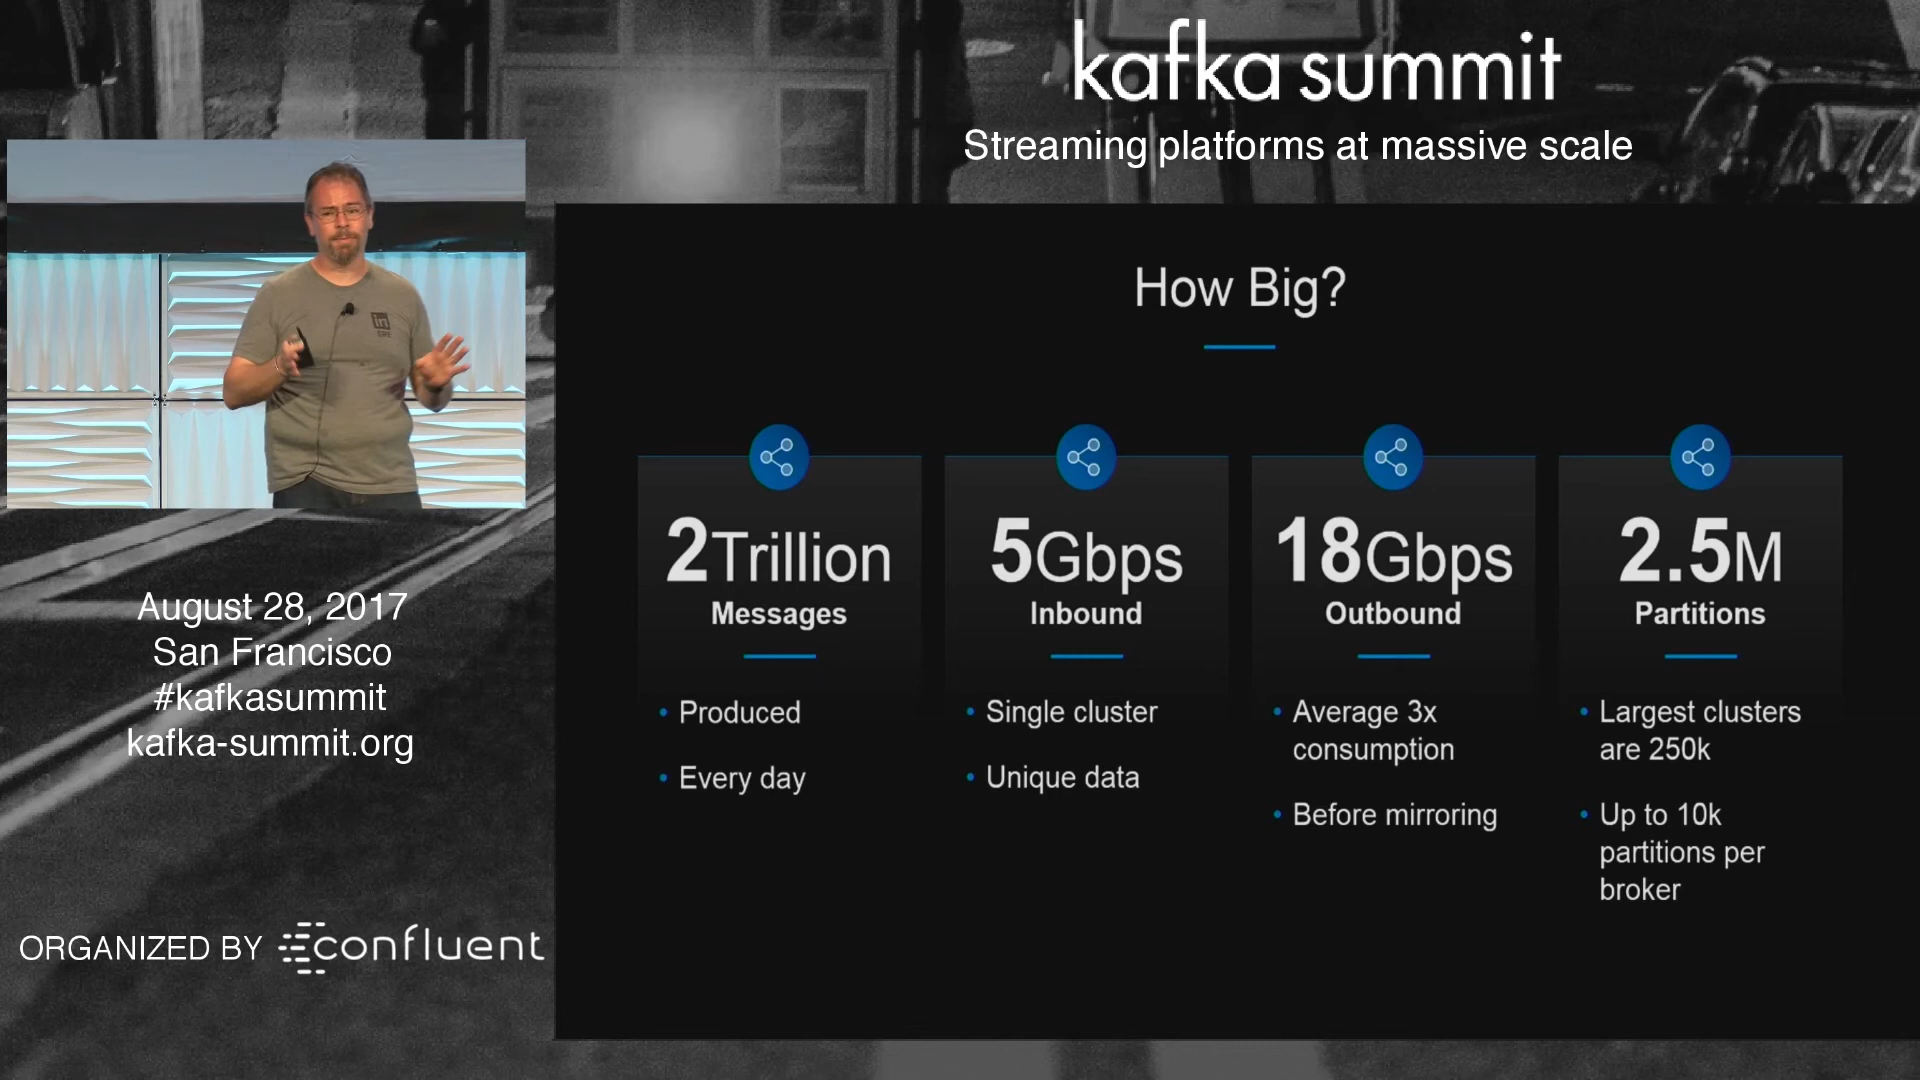 kafka summit
Streaming platforms at massive scale
in
SRE
August 28, 2017
San Francisco
#kafkasummit
kafka-summit.org
ORGANIZED BY confluent
How Big?
2Trillion
Messages
• Produced
• Every day
5Gbps
Inbound
• Single cluster
• Unique data
18Gbps
Outbound
• Average 3x
consumption
• Before mirroring
2.5M
Partitions
• Largest clusters
are 250k
• Up to 10k
partitions per
broker